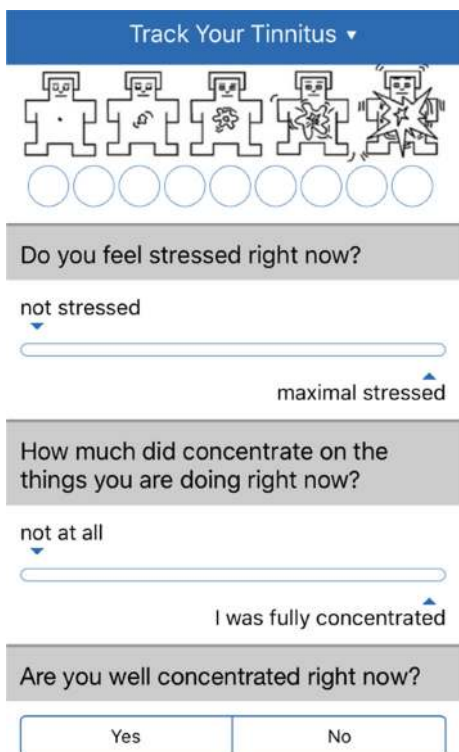 Track Your Tinnitus
Do you feel stressed right now?
not stressed
maximal stressed
How much did concentrate on the
things you are doing right now?
not at all
I was fully concentrated
Are you well concentrated right now?
Yes
No